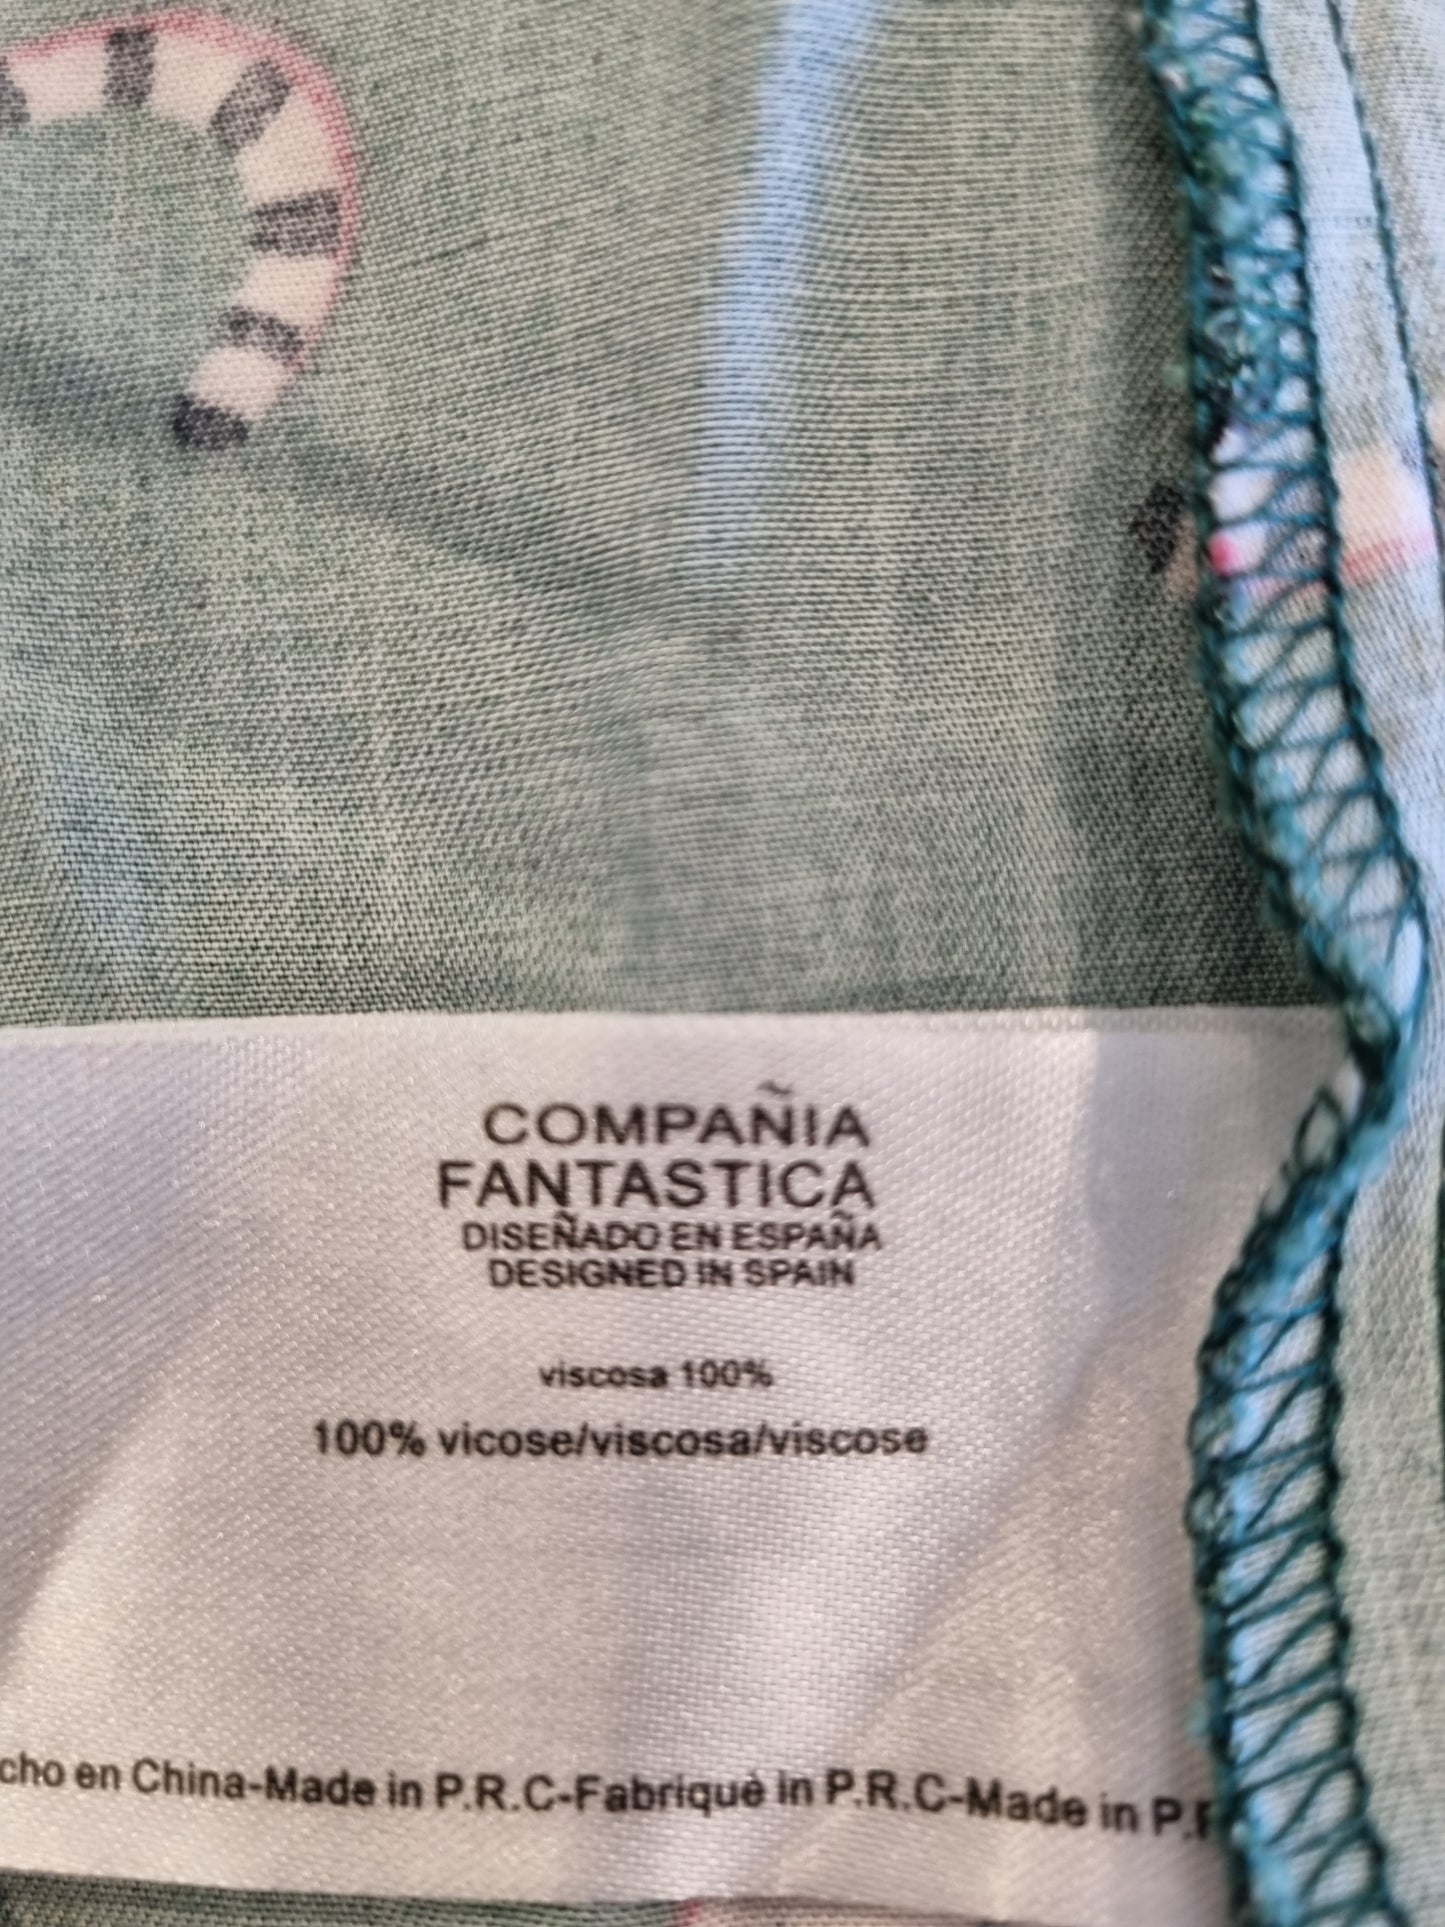 COMPAÑIA
FANTASTICA
DISEÑADO EN ESPAÑA
DESIGNED IN SPAIN
viscosa 100%
100% vicose/viscosa/viscose
cho en China-Made in P.R.C-Fabriquè in P.R.C-Made in P.R